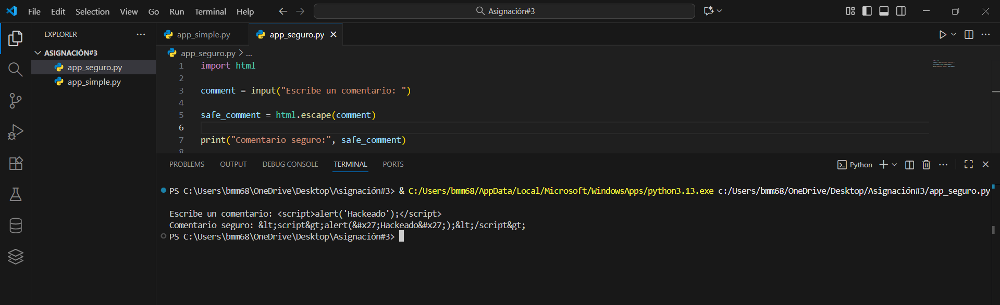 File Edit Selection View Go Run Terminal Help
Asignación#3
EXPLORER
ASIGNACIÓN#3
app_seguro.py
app_simple.py
app_simple.py
app_seguro.py
app_seguro.py > ...
1 import html
2
3 comment = input("Escribe un comentario: ")
4
5 safe_comment = html.escape(comment)
6
7 print("Comentario seguro:", safe_comment)
8
PROBLEMS OUTPUT DEBUG CONSOLE TERMINAL PORTS
Python
PS C:\Users\bmm68\OneDrive\Desktop\Asignación#3> & C:/Users/bmm68/AppData/Local/Microsoft/WindowsApps/python3.13.exe c:/Users/bmm68/OneDrive/Desktop/Asignación#3/app_seguro.py
Escribe un comentario: <script>alert('Hackeado');</script>
Comentario seguro: &lt;script&gt;alert(&#x27;Hackeado&#x27;);&lt;/script&gt;
PS C:\Users\bmm68\OneDrive\Desktop\Asignación#3>